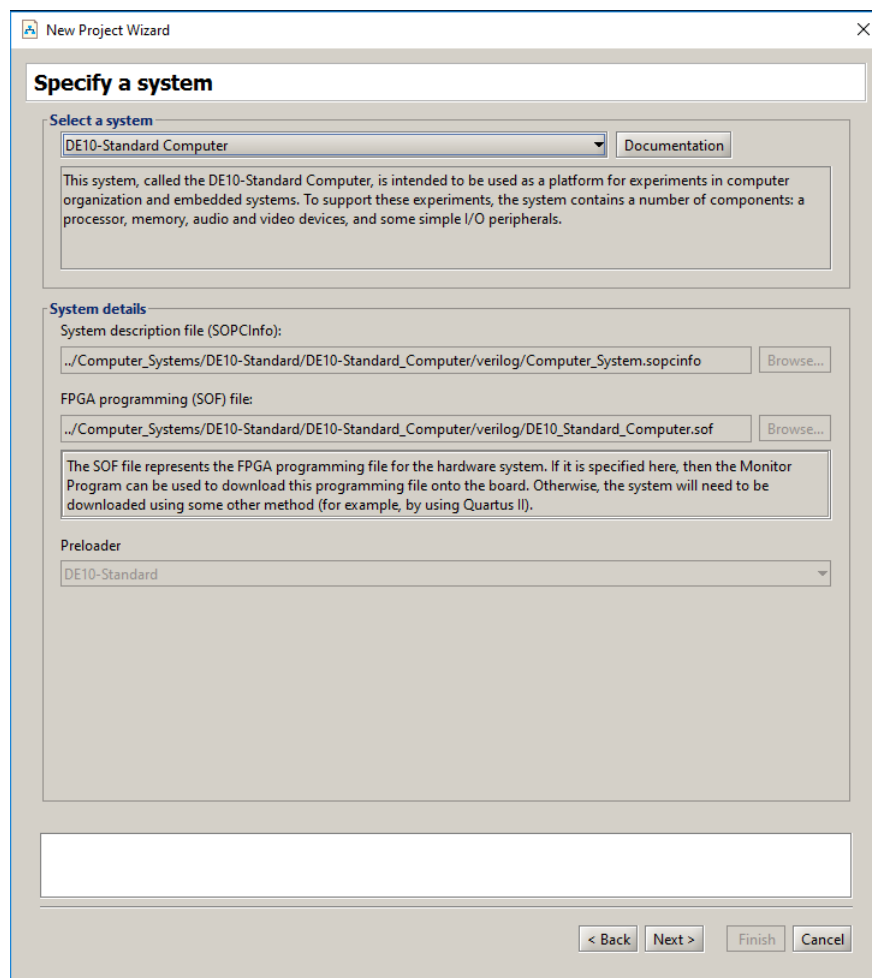 New Project Wizard
Specify a system
Select a system
DE10-Standard Computer
Documentation
This system, called the DE10-Standard Computer, is intended to be used as a platform for experiments in computer
organization and embedded systems. To support these experiments, the system contains a number of components: a
processor, memory, audio and video devices, and some simple I/O peripherals.
System details
System description file (SOPCInfo):
../Computer_Systems/DE10-Standard/DE10-Standard_Computer/verilog/Computer_System.sopcinfo
Browse...
FPGA programming (SOF) file:
../Computer_Systems/DE10-Standard/DE10-Standard_Computer/verilog/DE10_Standard_Computer.sof
Browse...
The SOF file represents the FPGA programming file for the hardware system. If it is specified here, then the Monitor
Program can be used to download this programming file onto the board. Otherwise, the system will need to be
downloaded using some other method (for example, by using Quartus II).
Preloader
DE10-Standard
< Back
Next >
Finish
Cancel